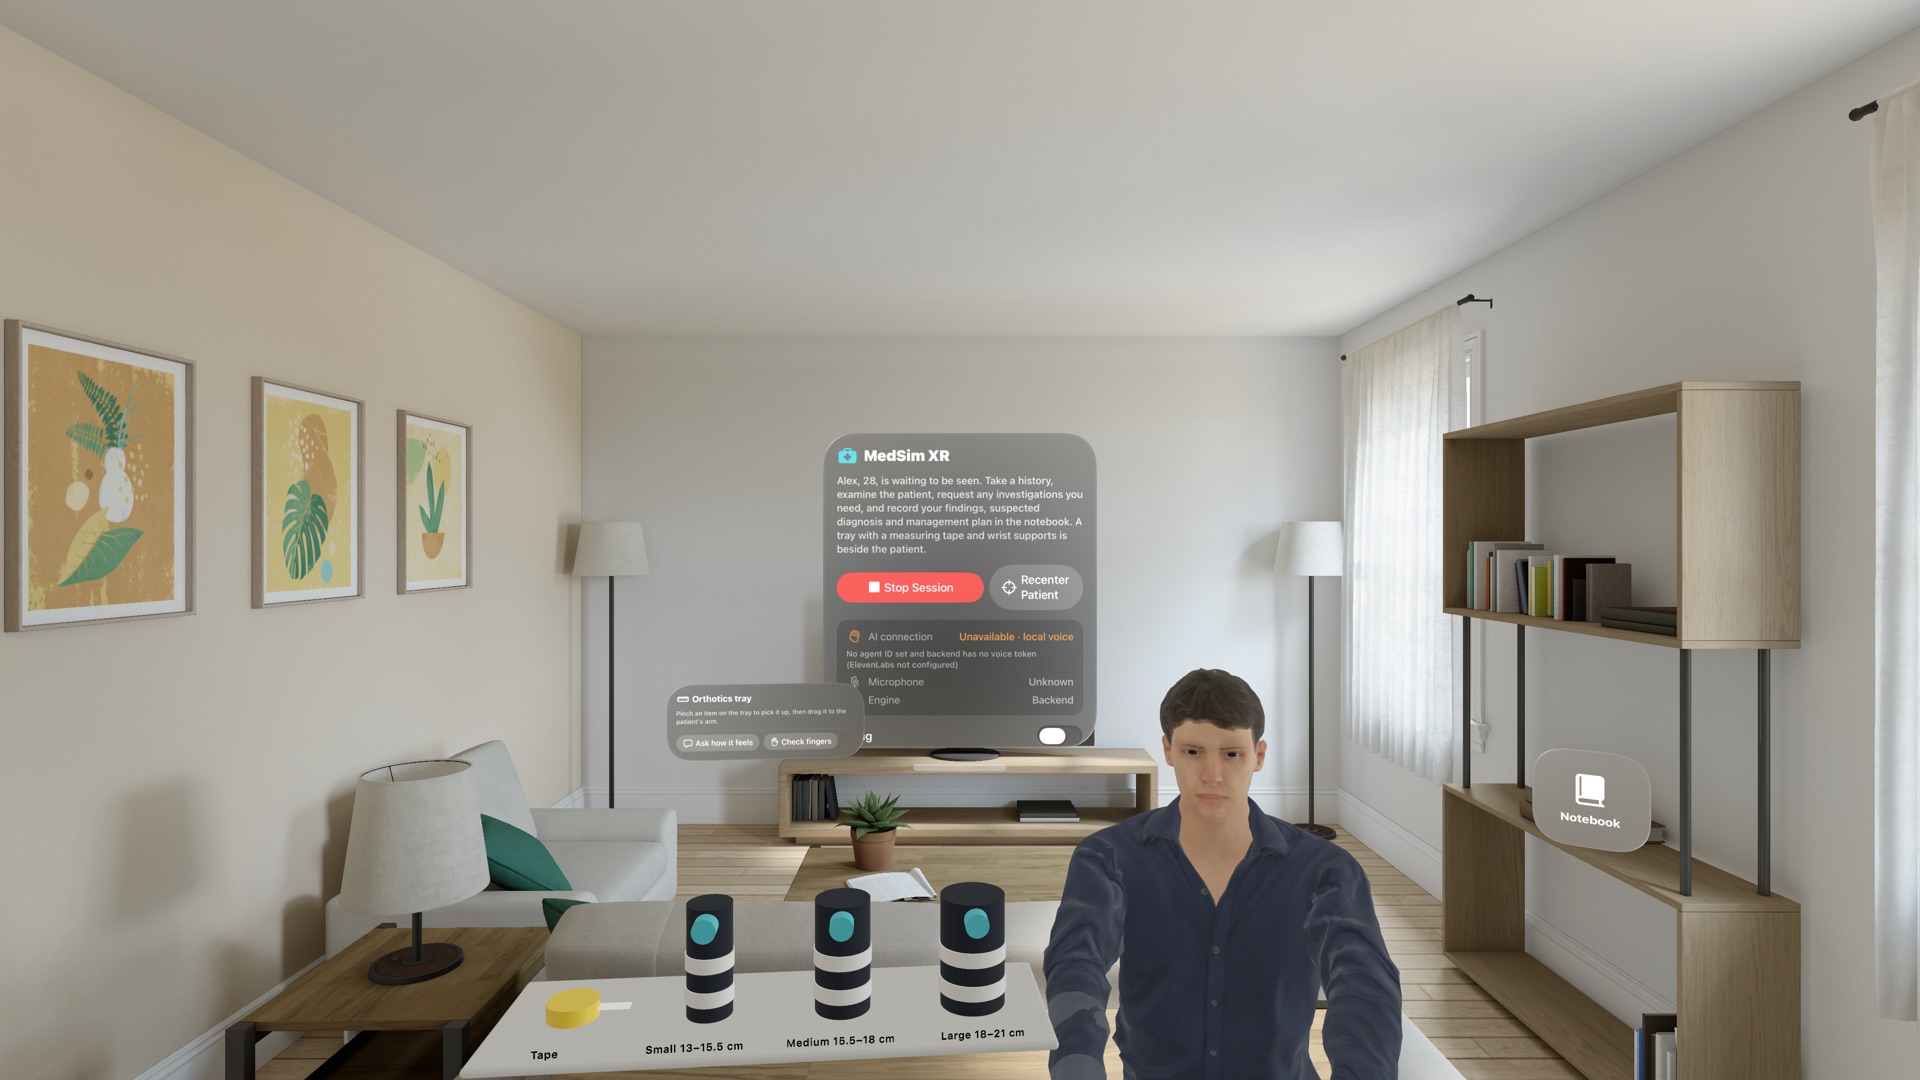 MedSim XR
Alex, 28, is waiting to be seen. Take a history,
examine the patient, request any investigations you
need, and record your findings, suspected
diagnosis and management plan in the notebook. A
tray with a measuring tape and wrist supports is
beside the patient.
Stop Session
Recenter
Patient
AI connection
Unavailable · local voice
No agent ID set and backend has no voice token
(ElevenLabs not configured)
Microphone
Unknown
Engine
Backend
Orthotics tray
Pinch an item on the tray to pick it up, then drag it to the
patient's arm.
Ask how it feels
Check fingers
Notebook
Tape
Small 13–15.5 cm
Medium 15.5–18 cm
Large 18–21 cm